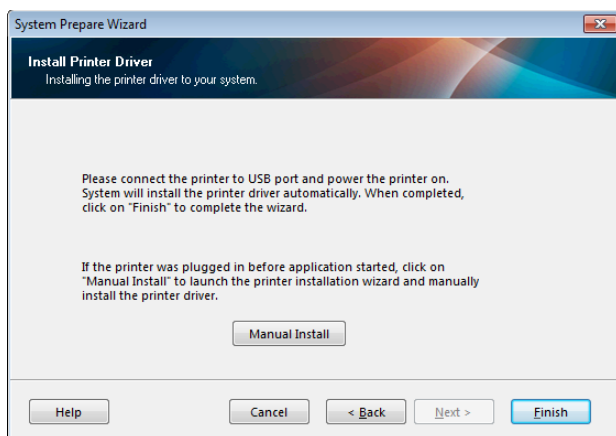 System Prepare Wizard
Install Printer Driver
Installing the printer driver to your system.
Please connect the printer to USB port and power the printer on.
System will install the printer driver automatically. When completed,
click on "Finish" to complete the wizard.
If the printer was plugged in before application started, click on
"Manual Install" to launch the printer installation wizard and manually
install the printer driver.
Manual Install
Help
Cancel
< Back
Next >
Finish